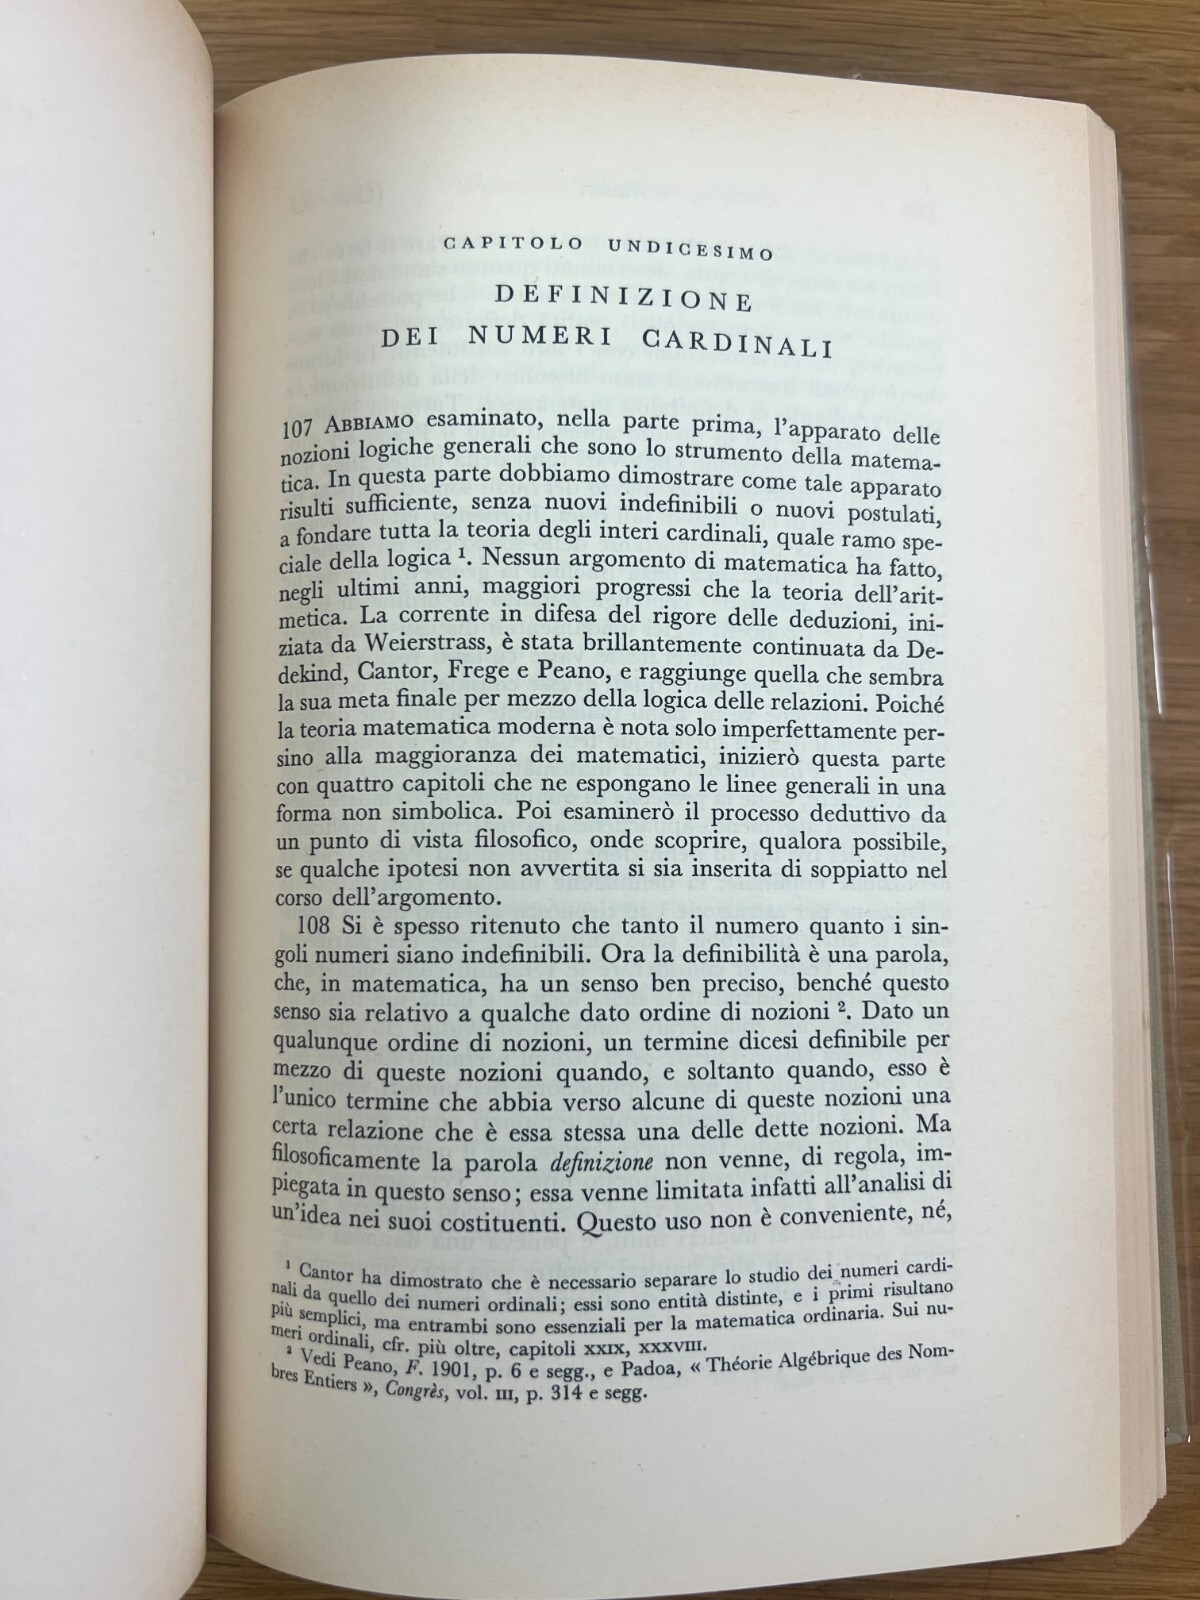 CAPITOLO UNDICESIMO
DEFINIZIONE
DEI NUMERI CARDINALI
107 ABBIAMO esaminato, nella parte prima, l'apparato delle
nozioni logiche generali che sono lo strumento della matema-
tica. In questa parte dobbiamo dimostrare come tale apparato
risulti sufficiente, senza nuovi indefinibili o nuovi postulati,
a fondare tutta la teoria degli interi cardinali, quale ramo spe-
ciale della logica ¹. Nessun argomento di matematica ha fatto,
negli ultimi anni, maggiori progressi che la teoria dell'arit-
metica. La corrente in difesa del rigore delle deduzioni, ini-
ziata da Weierstrass, è stata brillantemente continuata da De-
dekind, Cantor, Frege e Peano, e raggiunge quella che sembra
la sua meta finale per mezzo della logica delle relazioni. Poiché
la teoria matematica moderna è nota solo imperfettamente per-
sino alla maggioranza dei matematici, inizierò questa parte
con quattro capitoli che ne espongano le linee generali in una
forma non simbolica. Poi esaminerò il processo deduttivo da
un punto di vista filosofico, onde scoprire, qualora possibile,
se qualche ipotesi non avvertita si sia inserita di soppiatto nel
corso dell'argomento.
108 Si è spesso ritenuto che tanto il numero quanto i sin-
goli numeri siano indefinibili. Ora la definibilità è una parola,
che, in matematica, ha un senso ben preciso, benché questo
senso sia relativo a qualche dato ordine di nozioni ². Dato un
qualunque ordine di nozioni, un termine dicesi definibile per
mezzo di queste nozioni quando, e soltanto quando, esso è
l'unico termine che abbia verso alcune di queste nozioni una
certa relazione che è essa stessa una delle dette nozioni. Ma
filosoficamente la parola definizione non venne, di regola, im-
piegata in questo senso; essa venne limitata infatti all'analisi di
un'idea nei suoi costituenti. Questo uso non è conveniente, né,
¹ Cantor ha dimostrato che è necessario separare lo studio dei numeri cardi-
nali da quello dei numeri ordinali; essi sono entità distinte, e i primi risultano
più semplici, ma entrambi sono essenziali per la matematica ordinaria. Sui nu-
meri ordinali, cfr. più oltre, capitoli XXIX, XXXVIII.
² Vedi Peano, F. 1901, p. 6 e segg., e Padoa, « Théorie Algébrique des Nom-
bres Entiers », Congrès, vol. III, p. 314 e segg.